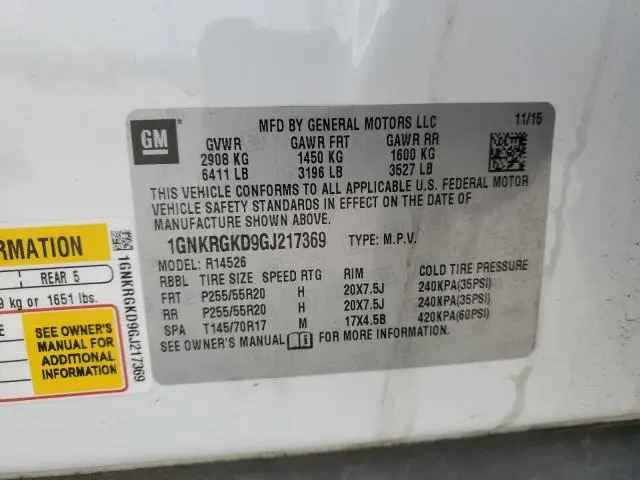 GM
MFD BY GENERAL MOTORS LLC 11/15
GVWR GAWR FRT GAWR RR
2908 KG 1450 KG 1600 KG
6411 LB 3196 LB 3527 LB
THIS VEHICLE CONFORMS TO ALL APPLICABLE U.S. FEDERAL MOTOR
VEHICLE SAFETY STANDARDS IN EFFECT ON THE DATE OF
MANUFACTURE SHOWN ABOVE.
1GNKRGKD9GJ217369 TYPE: M.P.V.
MODEL: R14526
RBBL TIRE SIZE SPEED RTG RIM COLD TIRE PRESSURE
FRT P255/55R20 H 20X7.5J 240KPA(35PSI)
RR P255/55R20 H 20X7.5J 240KPA(35PSI)
SPA T145/70R17 M 17X4.5B 420KPA(60PSI)
SEE OWNER'S MANUAL i FOR MORE INFORMATION.
RMATION
REAR 5
kg or 1651 lbs.
SEE OWNER'S
MANUAL FOR
ADDITIONAL
INFORMATION
1GNKRGKD9GJ217369